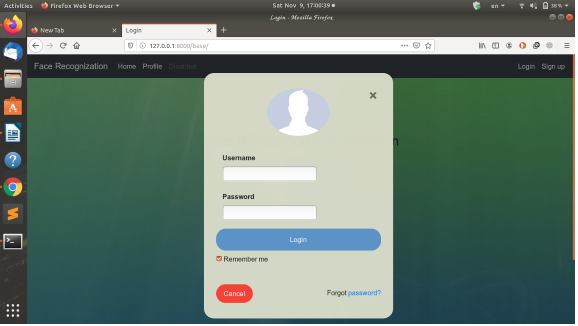 Activities Firefox Web Browser Sat Nov 9, 17:00:39 en 38%
Login - Mozilla Firefox
New Tab Login
127.0.0.1:8000/base/
Face Recognization Home Profile Disabled Login Sign up
Username
Password
Login
Remember me
Cancel Forgot password?